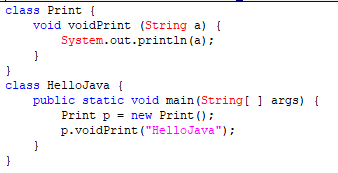 class Print {
    void voidPrint (String a) {
        System.out.println(a);
    }
}
class HelloJava {
    public static void main(String[ ] args) {
        Print p = new Print();
        p.voidPrint("HelloJava");
    }
}